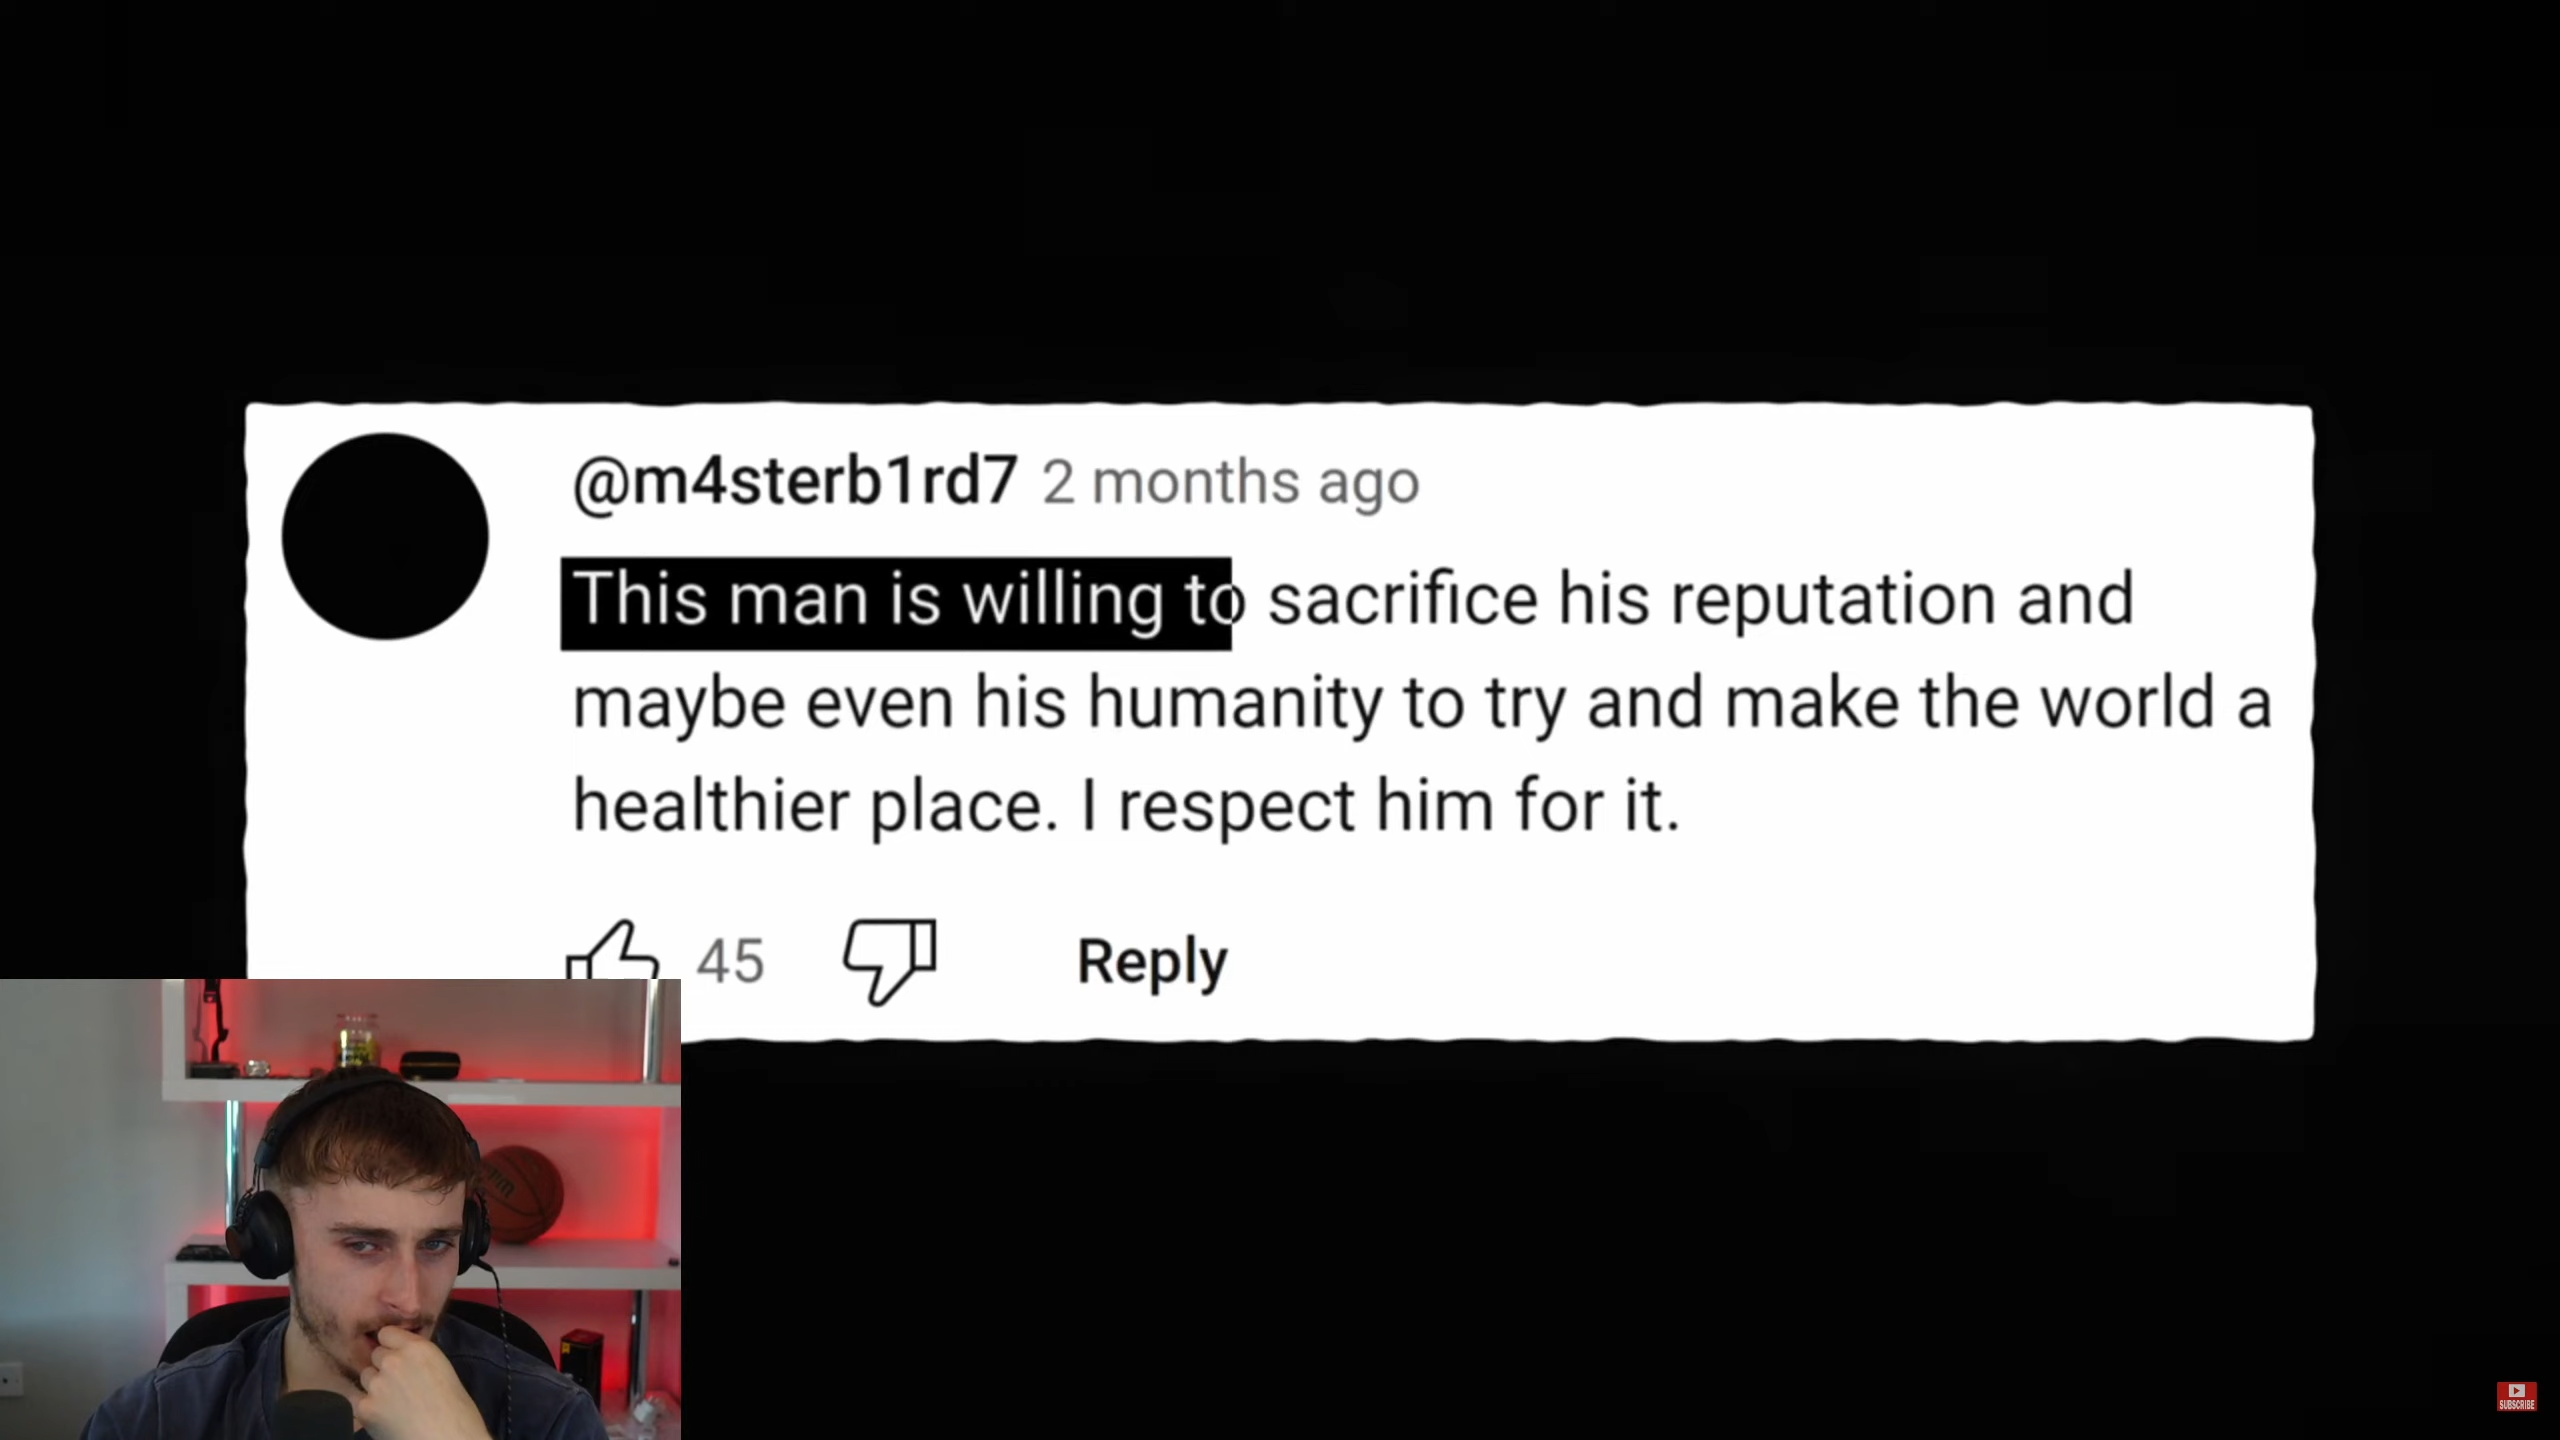 @m4sterb1rd7 2 months ago
This man is willing to sacrifice his reputation and
maybe even his humanity to try and make the world a
healthier place. I respect him for it.
45 Reply
SUBSCRIBE